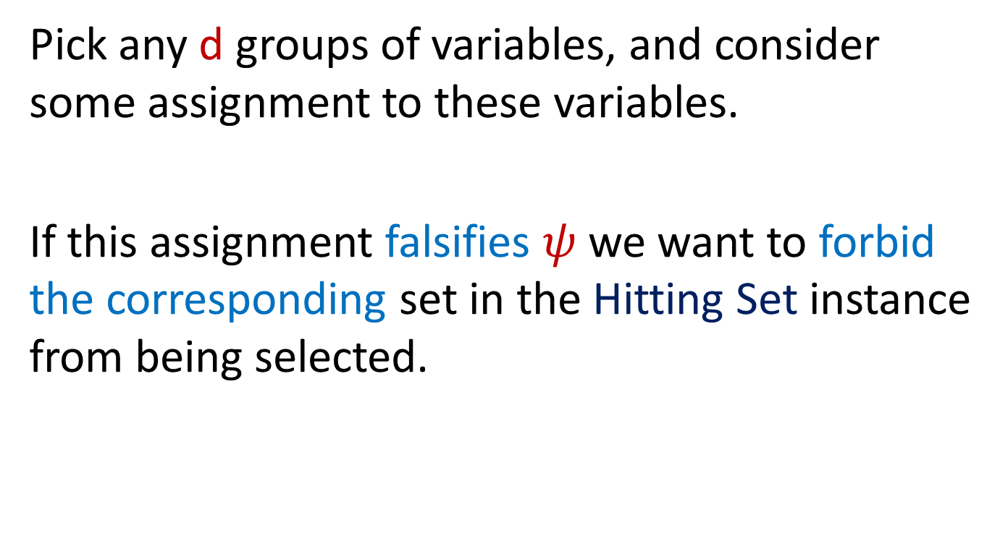 Pick any d groups of variables, and consider
some assignment to these variables.
If this assignment falsifies ψ we want to forbid
the corresponding set in the Hitting Set instance
from being selected.